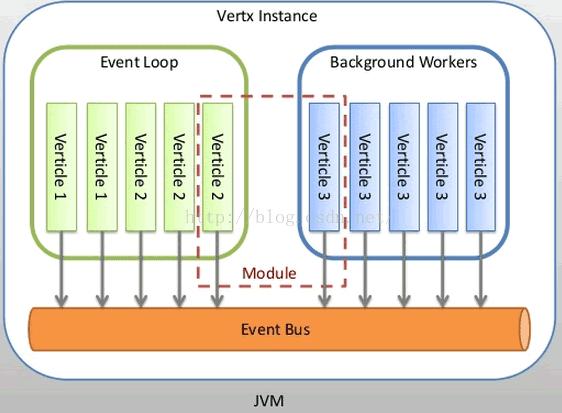 Vertx Instance
Event Loop
Background Workers
Verticle 1
Verticle 1
Verticle 2
Verticle 2
Verticle 2
Verticle 3
Verticle 3
Verticle 3
Verticle 3
Verticle 3
http://blog.csdn.net/
Module
Event Bus
JVM